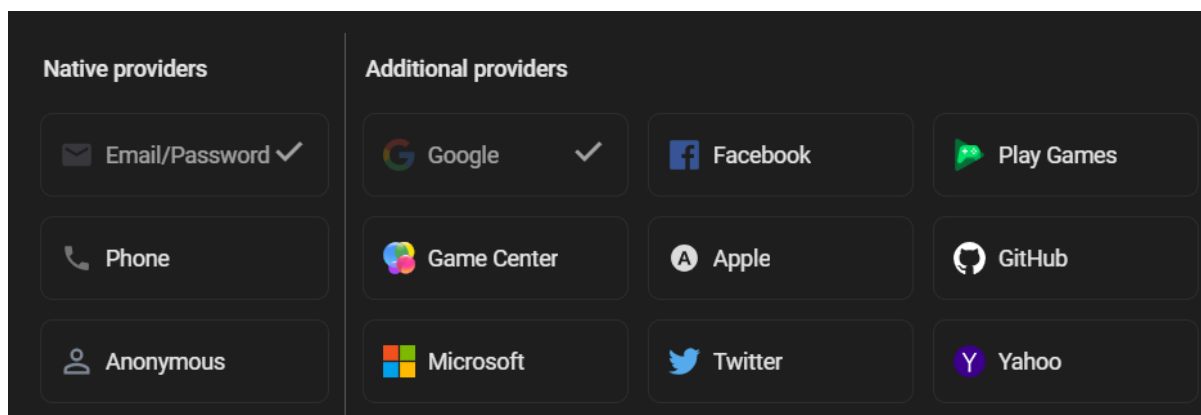 Native providers
Additional providers
Email/Password
Google
Facebook
Play Games
Phone
Game Center
Apple
GitHub
Anonymous
Microsoft
Twitter
Yahoo